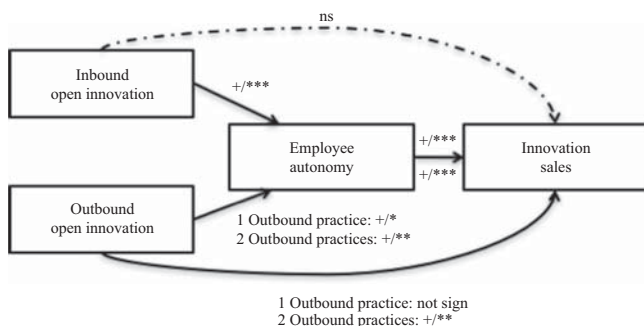 ns
Inbound
open innovation
+/***
Employee
autonomy
+/***
+/***
Innovation
sales
Outbound
open innovation
1 Outbound practice: +/*
2 Outbound practices: +/**
1 Outbound practice: not sign
2 Outbound practices: +/**